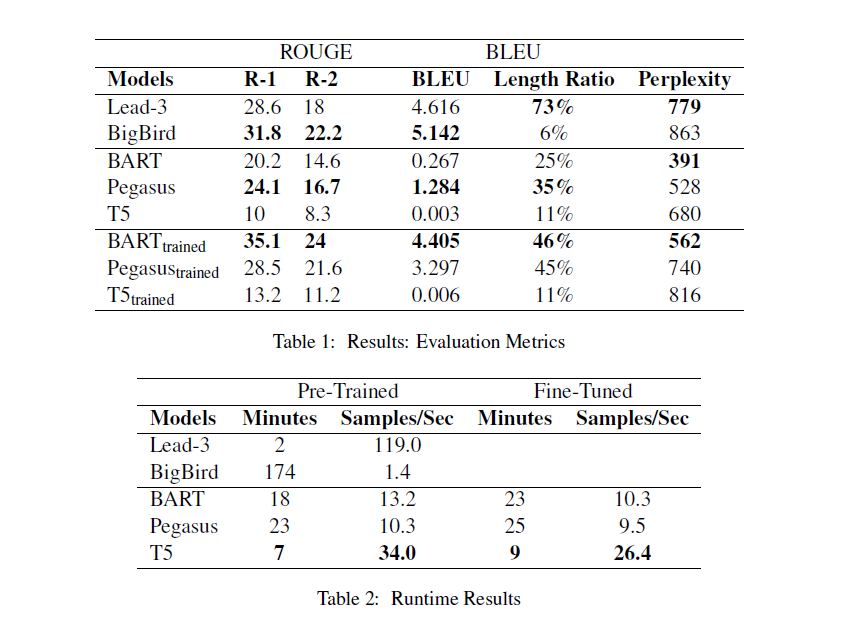 ROUGE BLEU
Models R-1 R-2 BLEU Length Ratio Perplexity
Lead-3 28.6 18 4.616 73% 779
BigBird 31.8 22.2 5.142 6% 863
BART 20.2 14.6 0.267 25% 391
Pegasus 24.1 16.7 1.284 35% 528
T5 10 8.3 0.003 11% 680
BARTtrained 35.1 24 4.405 46% 562
Pegasustrained 28.5 21.6 3.297 45% 740
T5trained 13.2 11.2 0.006 11% 816
Table 1: Results: Evaluation Metrics
Pre-Trained Fine-Tuned
Models Minutes Samples/Sec Minutes Samples/Sec
Lead-3 2 119.0
BigBird 174 1.4
BART 18 13.2 23 10.3
Pegasus 23 10.3 25 9.5
T5 7 34.0 9 26.4
Table 2: Runtime Results